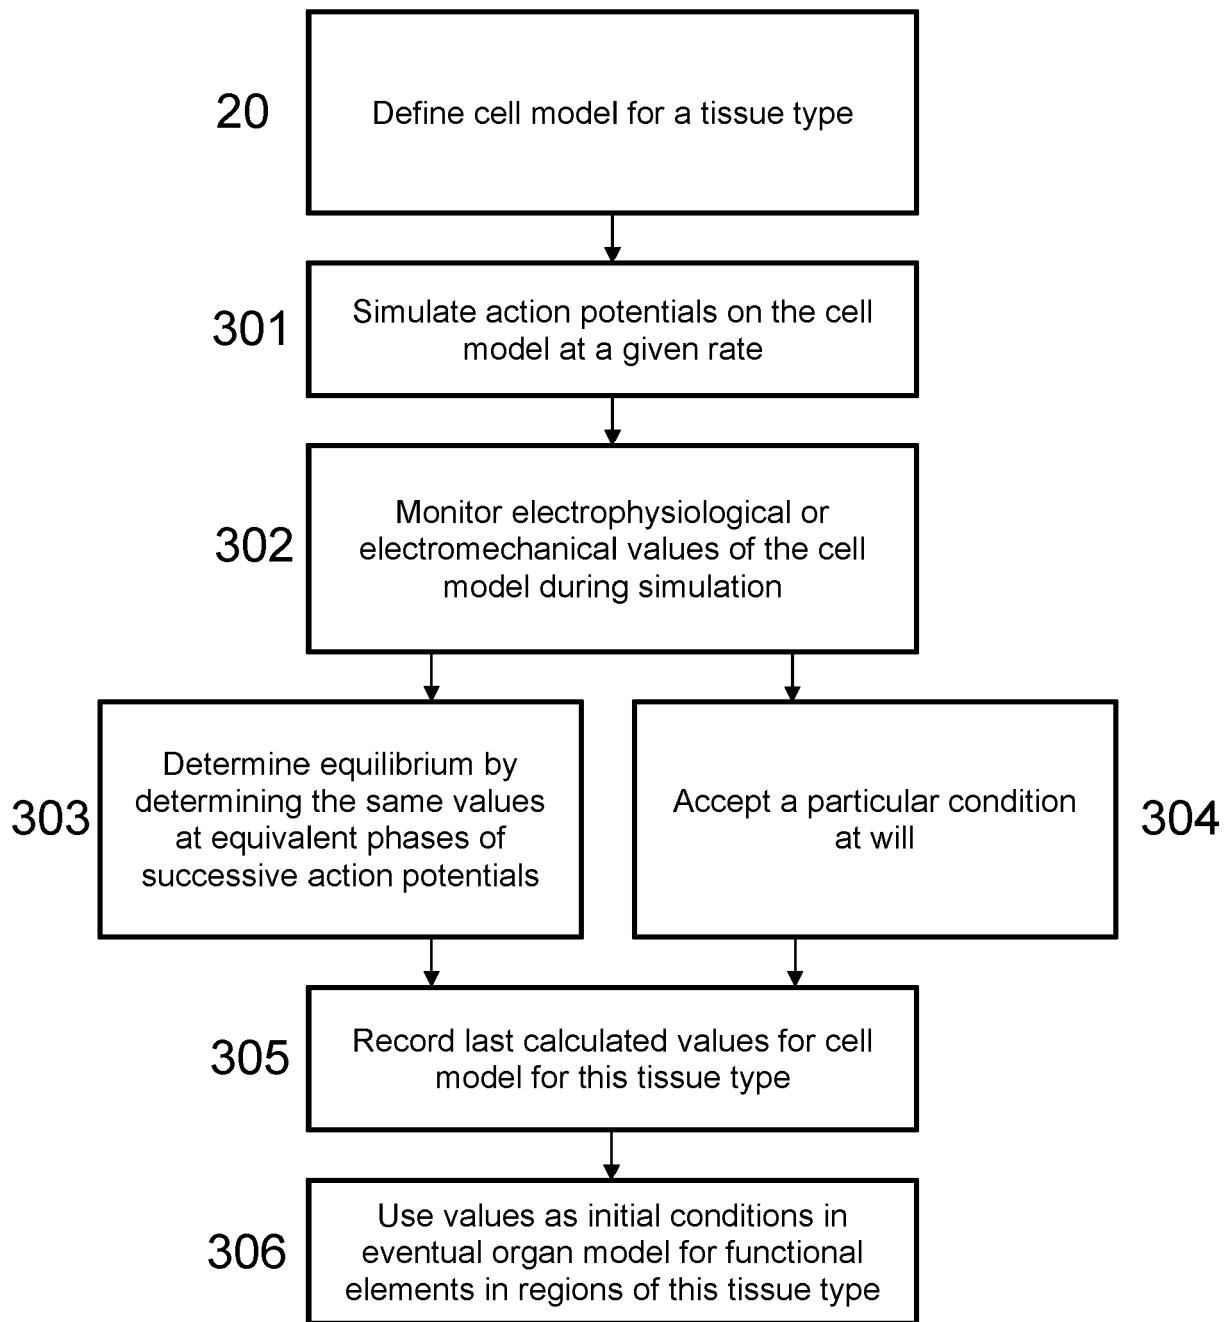 20
Define cell model for a tissue type
301
Simulate action potentials on the cell
model at a given rate
302
Monitor electrophysiological or
electromechanical values of the cell
model during simulation
303
Determine equilibrium by
determining the same values
at equivalent phases of
successive action potentials
Accept a particular condition
at will
304
305
Record last calculated values for cell
model for this tissue type
306
Use values as initial conditions in
eventual organ model for functional
elements in regions of this tissue type